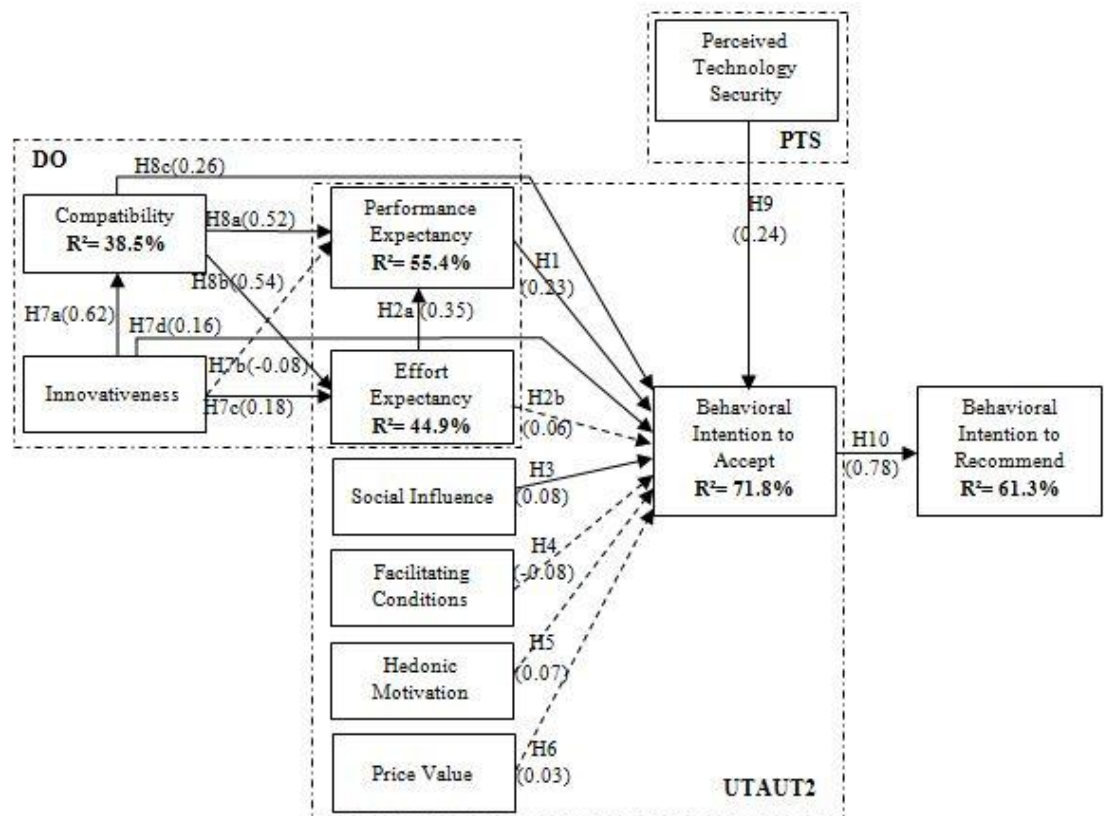 Perceived
Technology
Security
PTS
DO
H8c(0.26)
Compatibility
R²= 38.5%
H8a(0.52)
Performance
Expectancy
R²= 55.4%
H9
(0.24)
H1
(0.23)
H8b(0.54)
H7a(0.62)
H2a(0.35)
H7d(0.16)
Innovativeness
H7b(-0.08)
H7c(0.18)
Effort
Expectancy
R²= 44.9%
H2b
(0.06)
Behavioral
Intention to
Accept
R²= 71.8%
H10
(0.78)
Behavioral
Intention to
Recommend
R²= 61.3%
Social Influence
H3
(0.08)
Facilitating
Conditions
H4
(-0.08)
Hedonic
Motivation
H5
(0.07)
Price Value
H6
(0.03)
UTAUT2